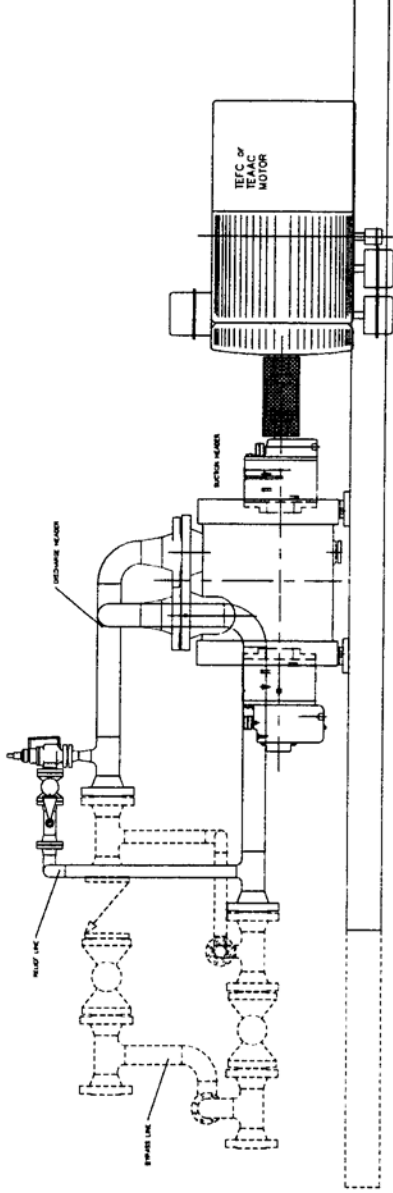 TEFC or
TEAAC
MOTOR
SUCTION HEADER
DISCHARGE HEADER
RELIEF LINE
BYPASS LINE